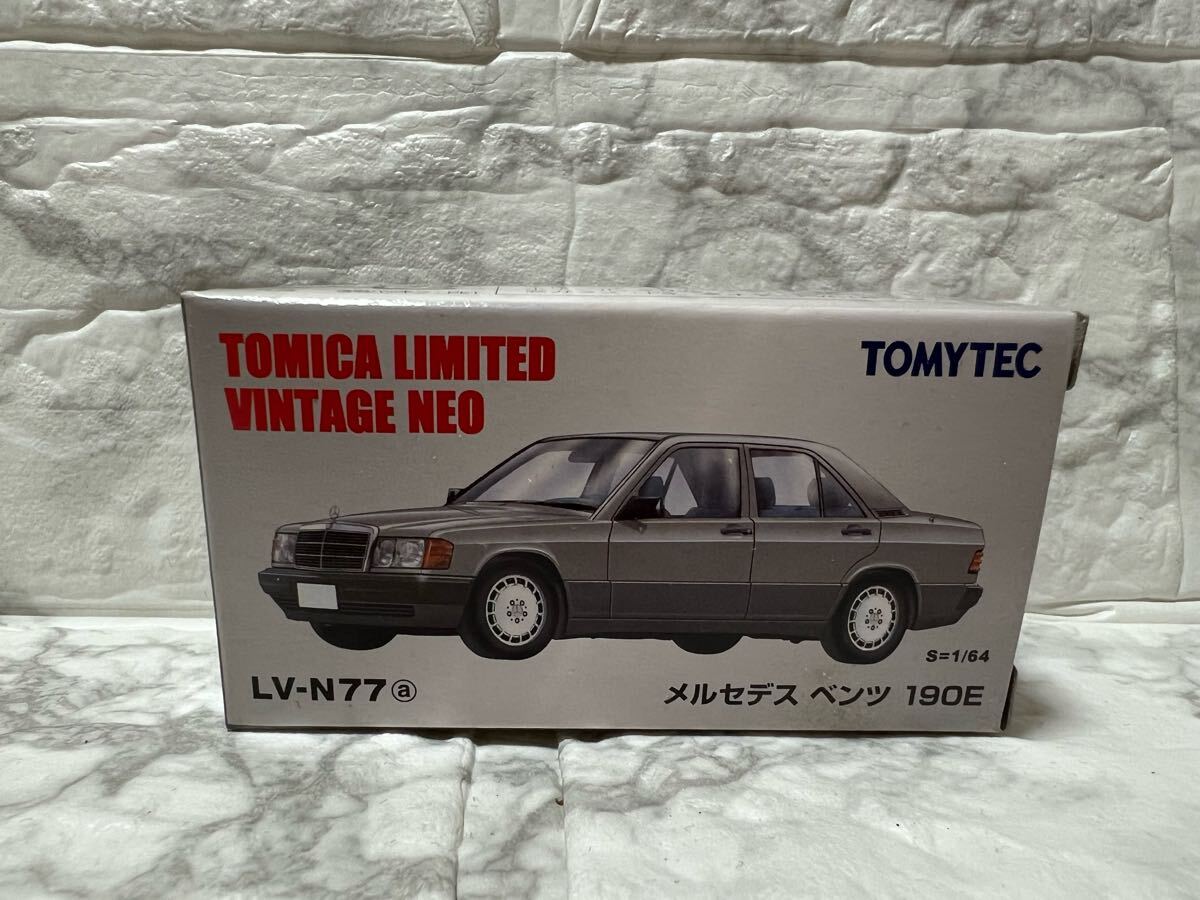 TOMICA LIMITED
VINTAGE NEO
TOMYTEC
S=1/64
LV-N77ⓐ
メルセデス ベンツ 190E